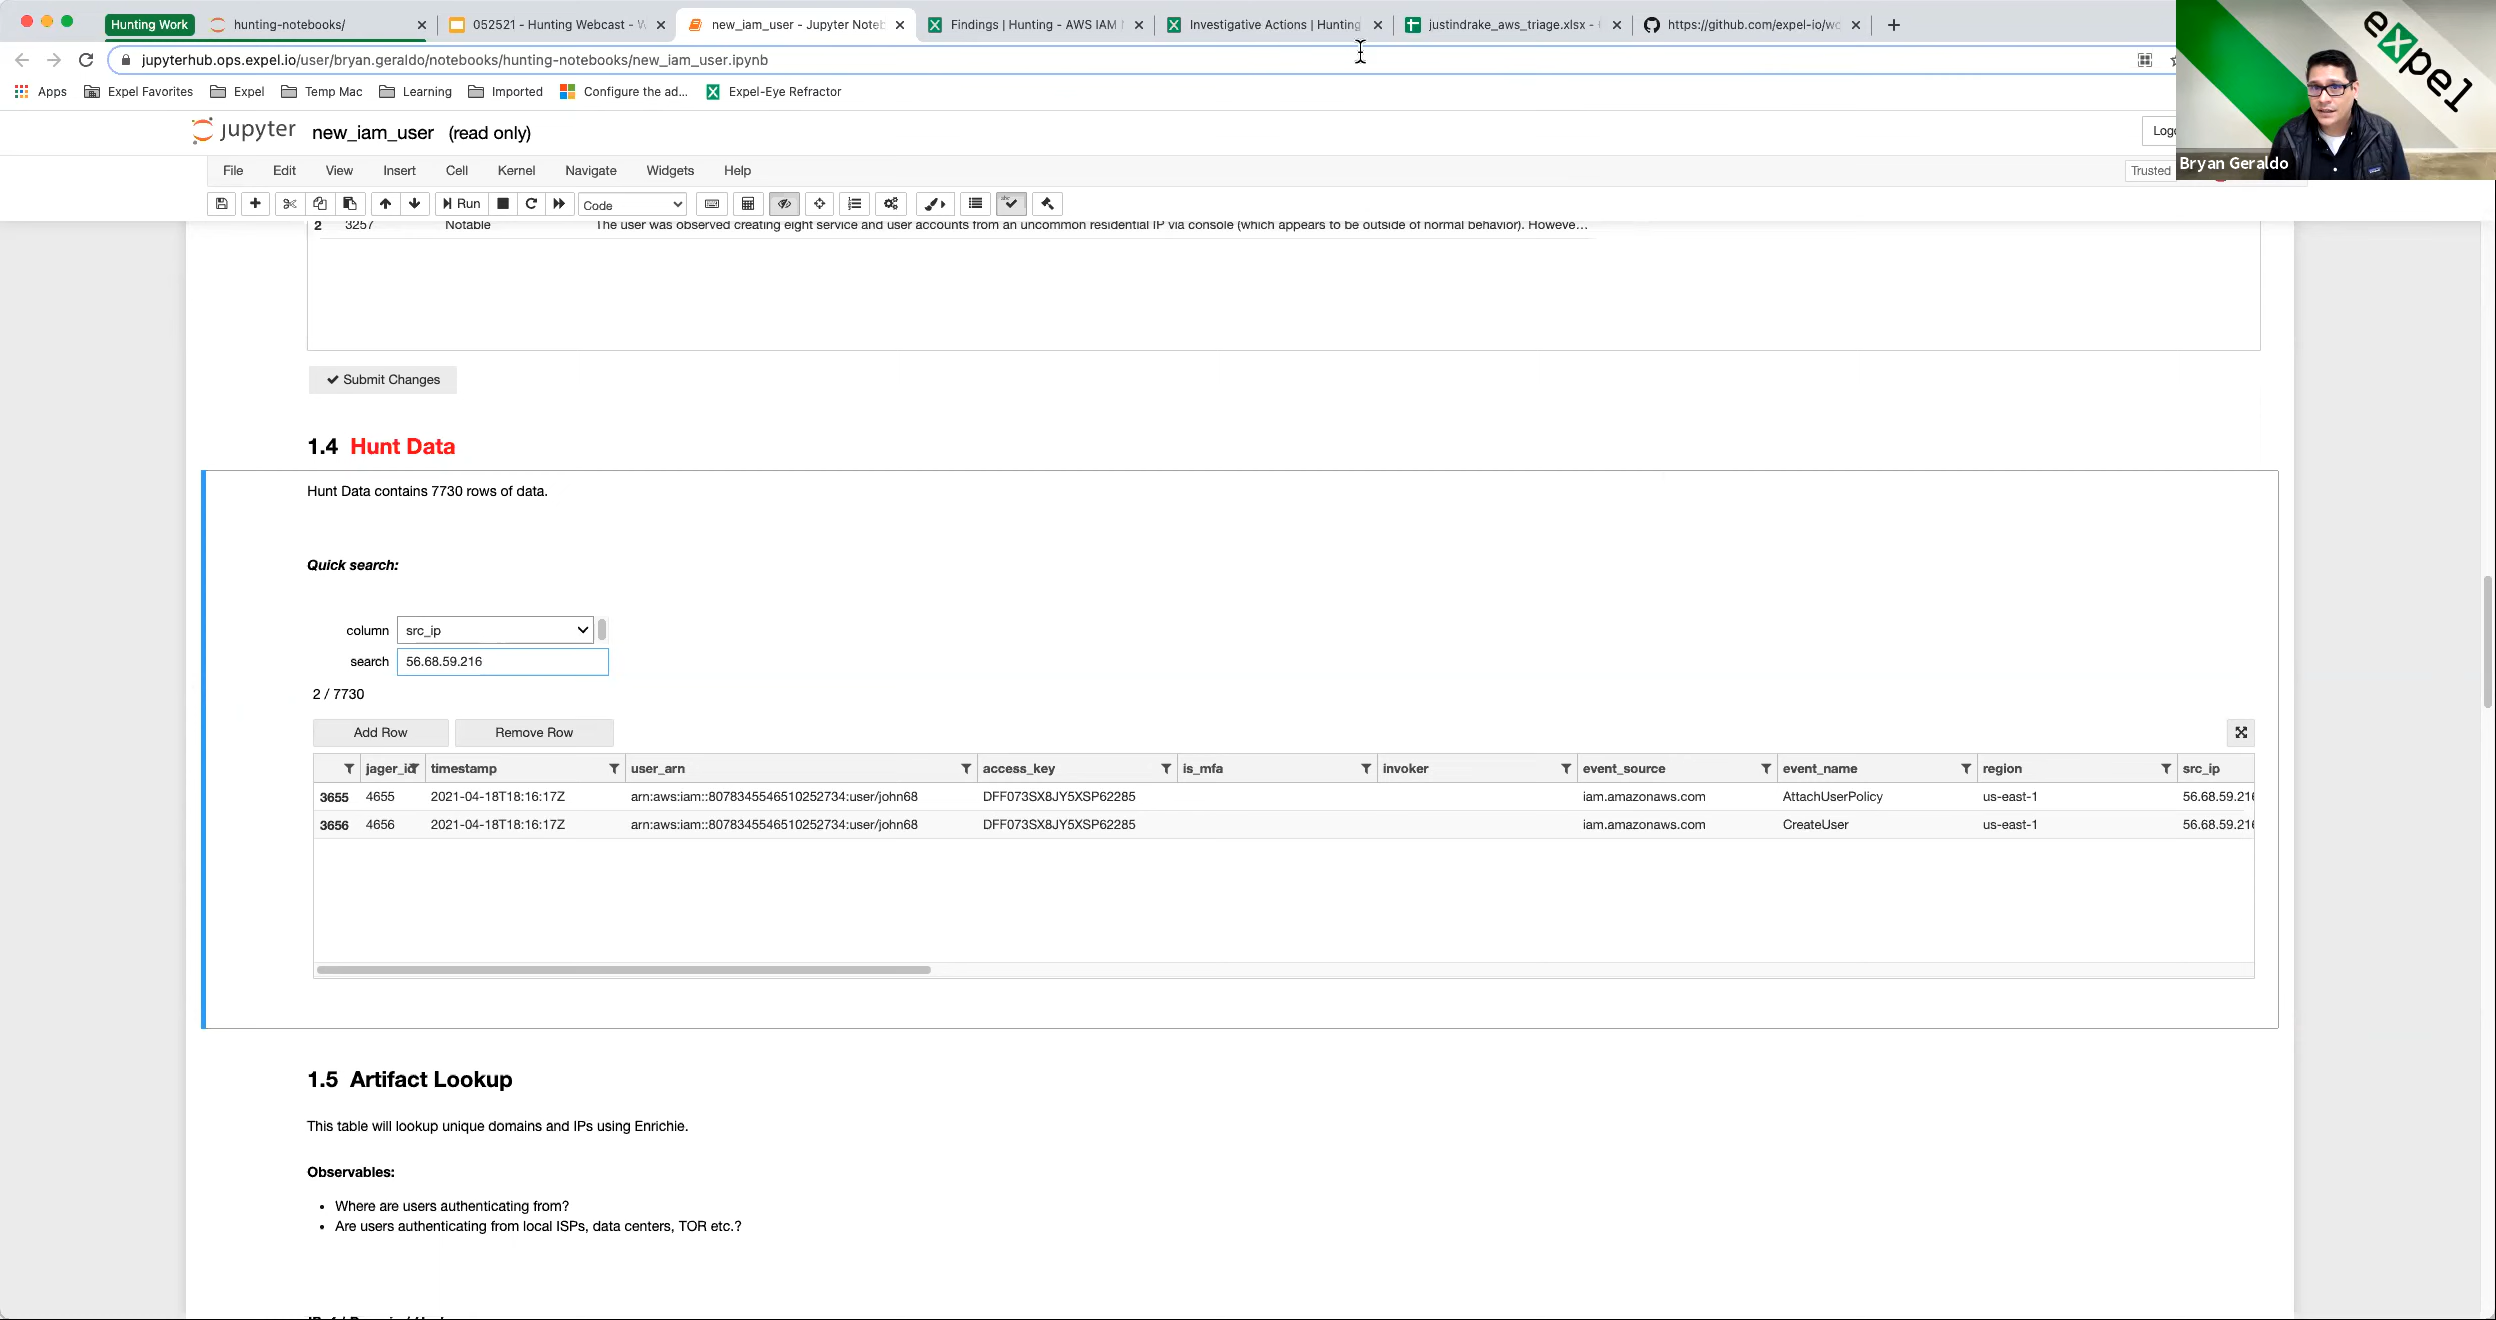 Hunting Work
hunting-notebooks/
052521 - Hunting Webcast - W
new_iam_user - Jupyter Noteb
Findings | Hunting - AWS IAM
Investigative Actions | Hunting
justindrake_aws_triage.xlsx -
https://github.com/expel-io/wo
jupyterhub.ops.expel.io/user/bryan.geraldo/notebooks/hunting-notebooks/new_iam_user.ipynb
Apps Expel Favorites Expel Temp Mac Learning Imported Configure the ad... Expel-Eye Refractor
expel
Bryan Geraldo
jupyter new_iam_user (read only)
Logo
File Edit View Insert Cell Kernel Navigate Widgets Help
Trusted
Run Code
2 3257 Notable The user was observed creating eight service and user accounts from an uncommon residential IP via console (which appears to be outside of normal behavior). Howeve...
Submit Changes
1.4 Hunt Data
Hunt Data contains 7730 rows of data.
Quick search:
column src_ip
search 56.68.59.216
2 / 7730
Add Row Remove Row
jager_id timestamp user_arn access_key is_mfa invoker event_source event_name region src_ip
3655 4655 2021-04-18T18:16:17Z arn:aws:iam::8078345546510252734:user/john68 DFF073SX8JY5XSP62285 iam.amazonaws.com AttachUserPolicy us-east-1 56.68.59.216
3656 4656 2021-04-18T18:16:17Z arn:aws:iam::8078345546510252734:user/john68 DFF073SX8JY5XSP62285 iam.amazonaws.com CreateUser us-east-1 56.68.59.216
1.5 Artifact Lookup
This table will lookup unique domains and IPs using Enrichie.
Observables:
• Where are users authenticating from?
• Are users authenticating from local ISPs, data centers, TOR etc.?